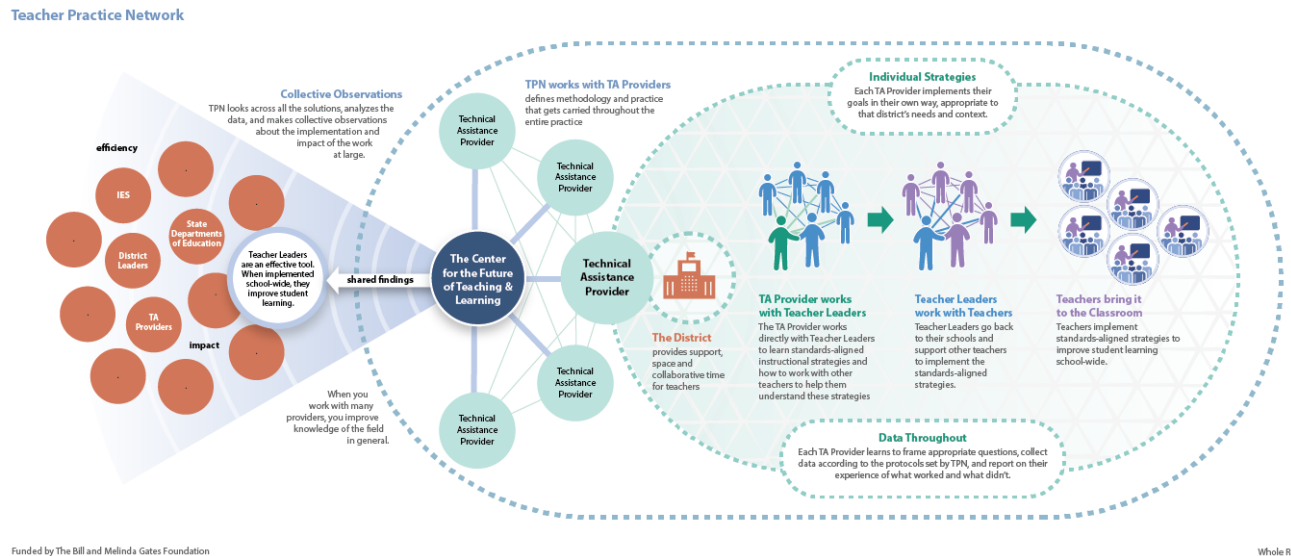 Teacher Practice Network
Collective Observations
TPN looks across all the solutions, analyzes the
data, and makes collective observations
about the implementation and
impact of the work
at large.
efficiency
IES
State
Departments
of Education
District
Leaders
TA
Providers
impact
Teacher Leaders
are an effective tool.
When implemented
school-wide, they
improve student
learning.
shared findings
When you
work with many
providers, you improve
knowledge of the field
in general.
The Center
for the Future
of Teaching &
Learning
TPN works with TA Providers
defines methodology and practice
that gets carried throughout the
entire practice
Technical
Assistance
Provider
Technical
Assistance
Provider
Technical
Assistance
Provider
Technical
Assistance
Provider
Technical
Assistance
Provider
The District
provides support,
space and
collaborative time
for teachers
Individual Strategies
Each TA Provider implements their
goals in their own way, appropriate to
that district's needs and context.
TA Provider works
with Teacher Leaders
The TA Provider works
directly with Teacher Leaders
to learn standards-aligned
instructional strategies and
how to work with other
teachers to help them
understand these strategies
Teacher Leaders
work with Teachers
Teacher Leaders go back
to their schools and
support other teachers
to implement the
standards-aligned
strategies.
Teachers bring it
to the Classroom
Teachers implement
standards-aligned strategies to
improve student learning
school-wide.
Data Throughout
Each TA Provider learns to frame appropriate questions, collect
data according to the protocols set by TPN, and report on their
experience of what worked and what didn't.
Funded by The Bill and Melinda Gates Foundation
Whole R